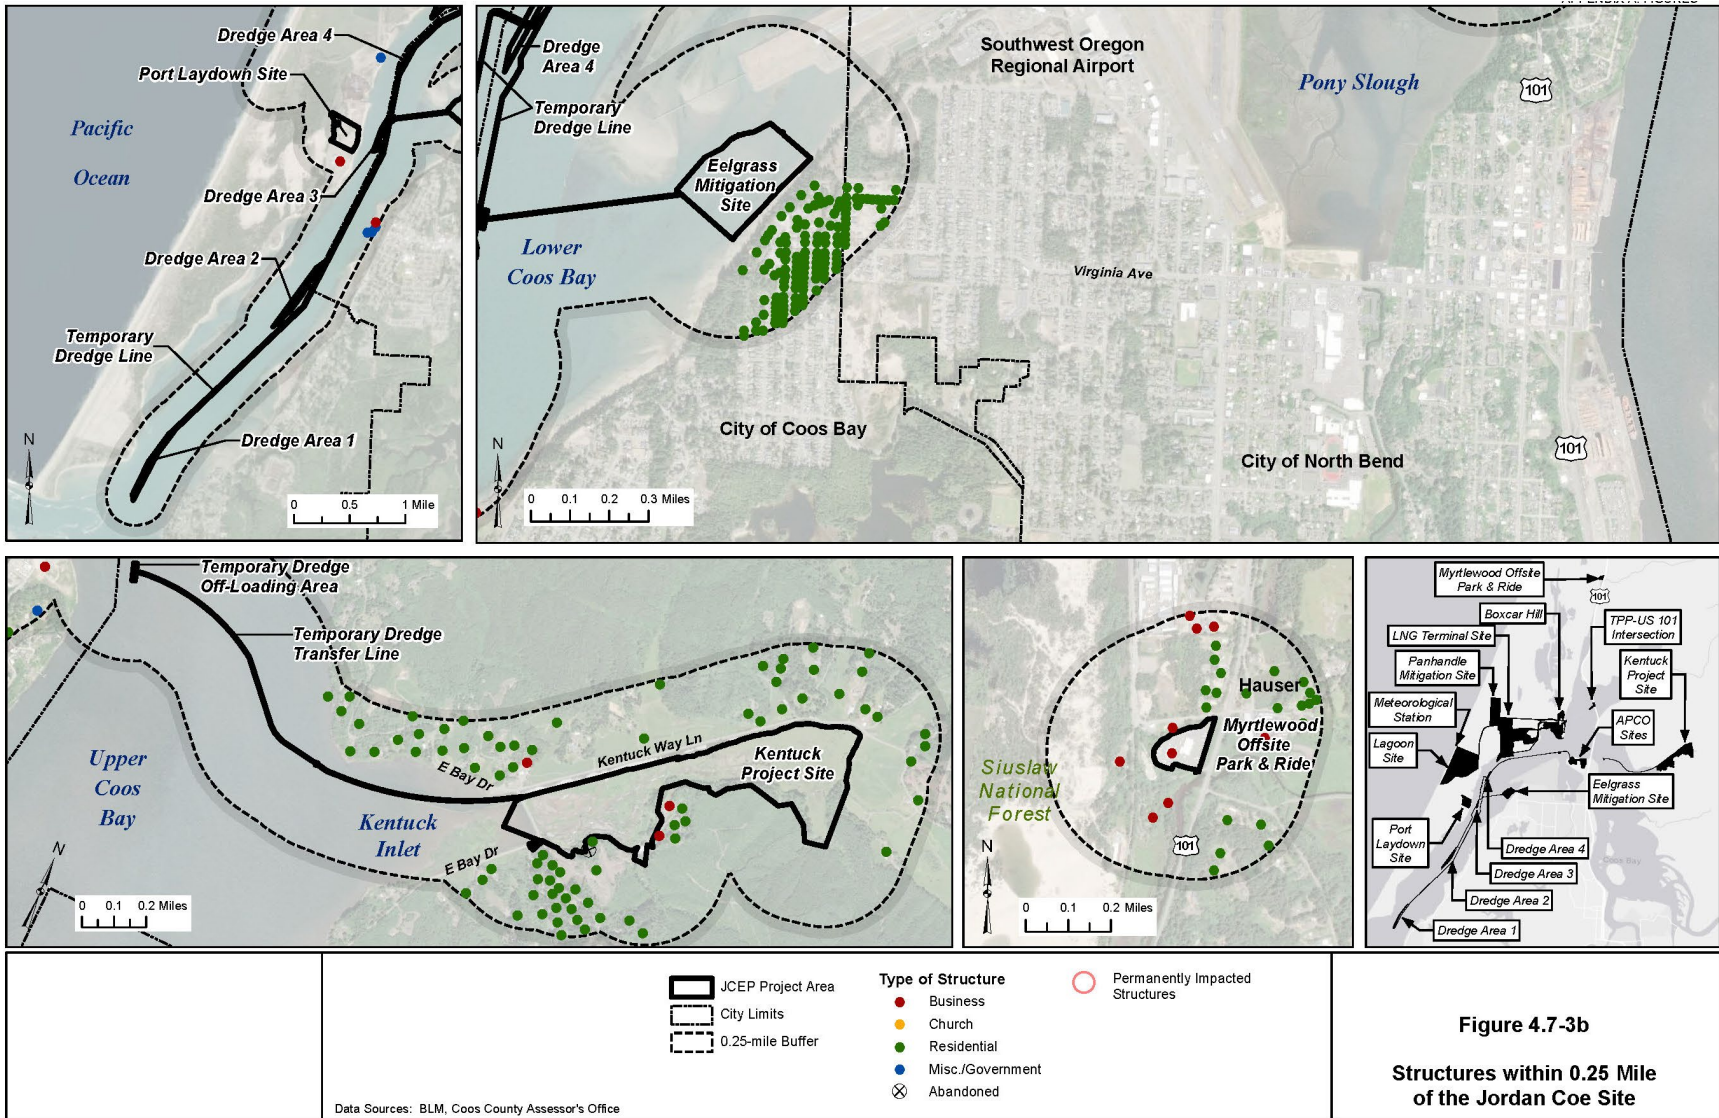 Dredge Area 4
Port Laydown Site
Pacific
Ocean
Dredge Area 3
Dredge Area 2
Temporary
Dredge Line
Dredge Area 1
N
0 0.5 1 Mile
Dredge
Area 4
Temporary
Dredge Line
Southwest Oregon
Regional Airport
Pony Slough
101
Eelgrass
Mitigation
Site
Lower
Coos Bay
Virginia Ave
City of Coos Bay
City of North Bend
101
N
0 0.1 0.2 0.3 Miles
Temporary Dredge
Off-Loading Area
Temporary Dredge
Transfer Line
Upper
Coos
Bay
Kentuck
Inlet
E Bay Dr
Kentuck Way Ln
Kentuck
Project Site
E Bay Dr
N
0 0.1 0.2 Miles
Hauser
Myrtlewood
Offsite
Park & Ride
Siuslaw
National
Forest
101
N
0 0.1 0.2 Miles
Myrtlewood Offsite
Park & Ride
101
Boxcar Hill
LNG Terminal Site
TPP-US 101
Intersection
Panhandle
Mitigation Site
Kentuck
Project
Site
Meteorological
Station
APCO
Sites
Lagoon
Site
Eelgrass
Mitigation Site
Port
Laydown
Site
Dredge Area 4
Dredge Area 3
Dredge Area 2
Dredge Area 1
Coos Bay
JCEP Project Area
City Limits
0.25-mile Buffer
Type of Structure
Business
Church
Residential
Misc./Government
Abandoned
Permanently Impacted
Structures
Data Sources: BLM, Coos County Assessor's Office
Figure 4.7-3b
Structures within 0.25 Mile
of the Jordan Coe Site